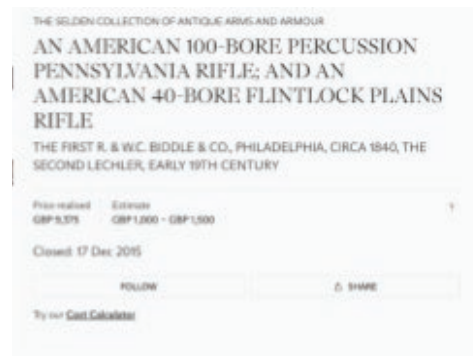 THE SELDEN COLLECTION OF ANTIQUE ARMS AND ARMOUR
AN AMERICAN 100-BORE PERCUSSION
PENNSYLVANIA RIFLE; AND AN
AMERICAN 40-BORE FLINTLOCK PLAINS
RIFLE
THE FIRST R. & W.C. BIDDLE & CO., PHILADELPHIA, CIRCA 1840, THE
SECOND LECHLER, EARLY 19TH CENTURY
Price realised Estimate
GBP 9,375 GBP 1,000 - GBP 1,500
Closed: 17 Dec 2015
FOLLOW SHARE
Try our Cost Calculator